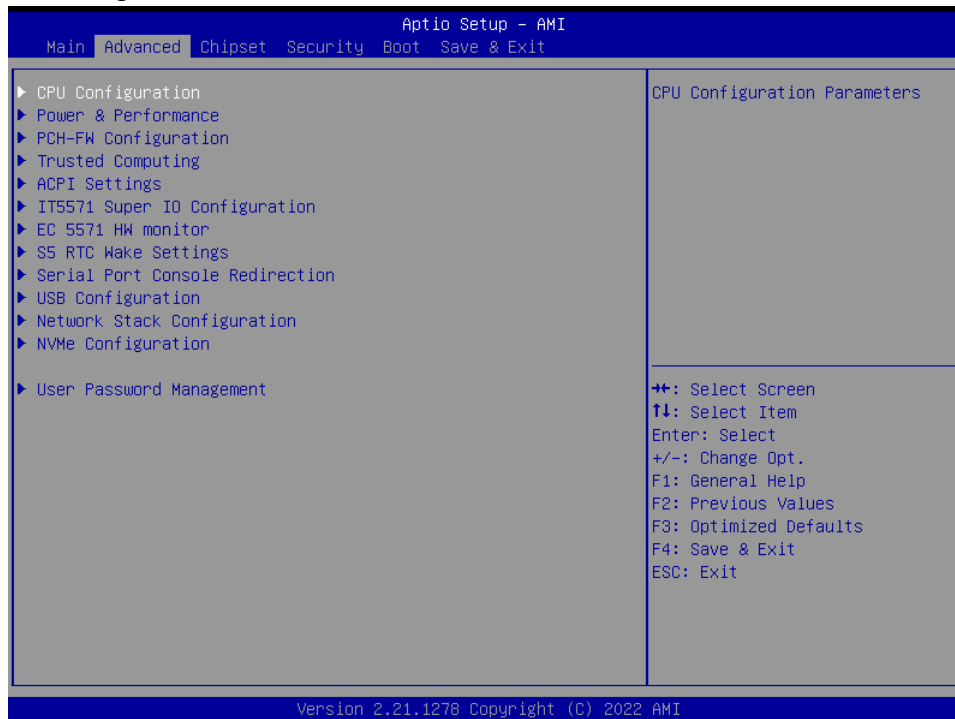 Aptio Setup – AMI
Main Advanced Chipset Security Boot Save & Exit
▶ CPU Configuration
▶ Power & Performance
▶ PCH-FW Configuration
▶ Trusted Computing
▶ ACPI Settings
▶ IT5571 Super IO Configuration
▶ EC 5571 HW monitor
▶ S5 RTC Wake Settings
▶ Serial Port Console Redirection
▶ USB Configuration
▶ Network Stack Configuration
▶ NVMe Configuration
▶ User Password Management
CPU Configuration Parameters
→←: Select Screen
↑↓: Select Item
Enter: Select
+/-: Change Opt.
F1: General Help
F2: Previous Values
F3: Optimized Defaults
F4: Save & Exit
ESC: Exit
Version 2.21.1278 Copyright (C) 2022 AMI